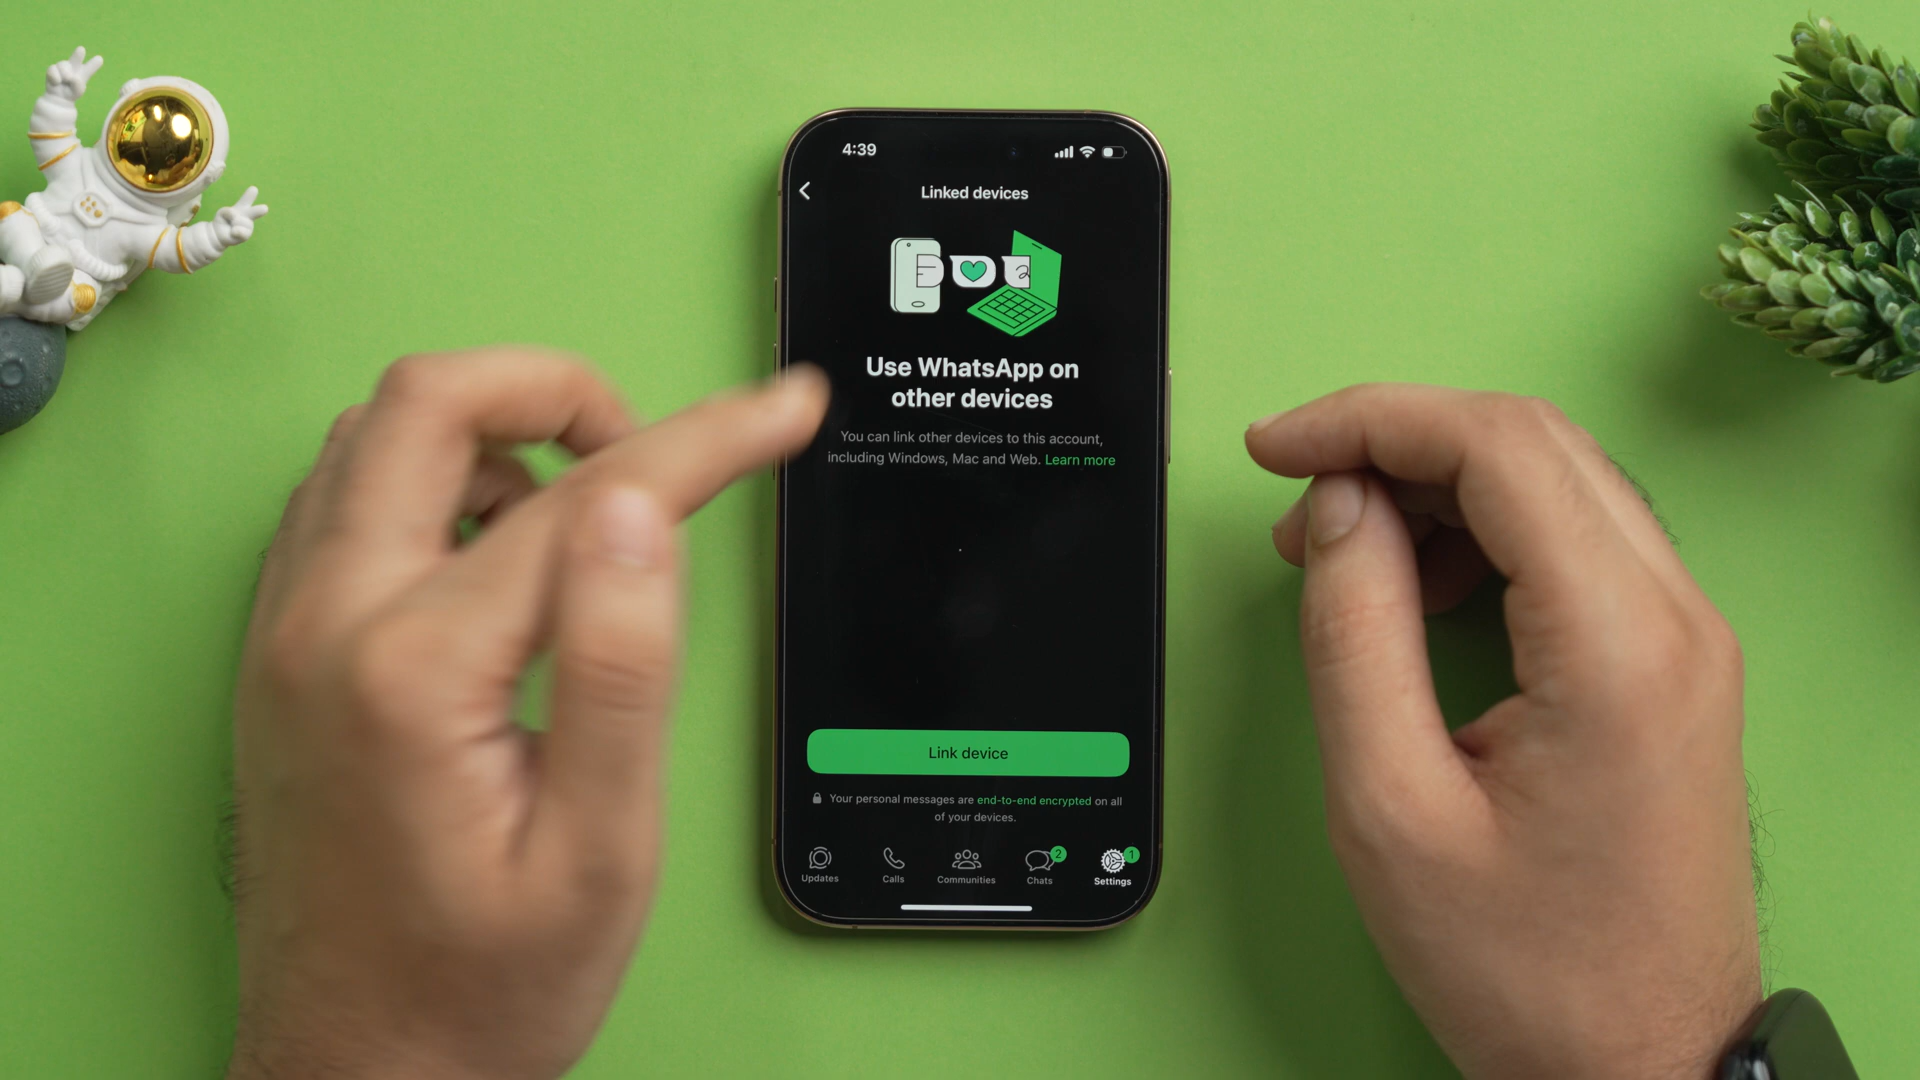 4:39
Linked devices
Use WhatsApp on
other devices
You can link other devices to this account,
including Windows, Mac and Web. Learn more
Link device
Your personal messages are end-to-end encrypted on all
of your devices.
2
1
Updates
Calls
Communities
Chats
Settings